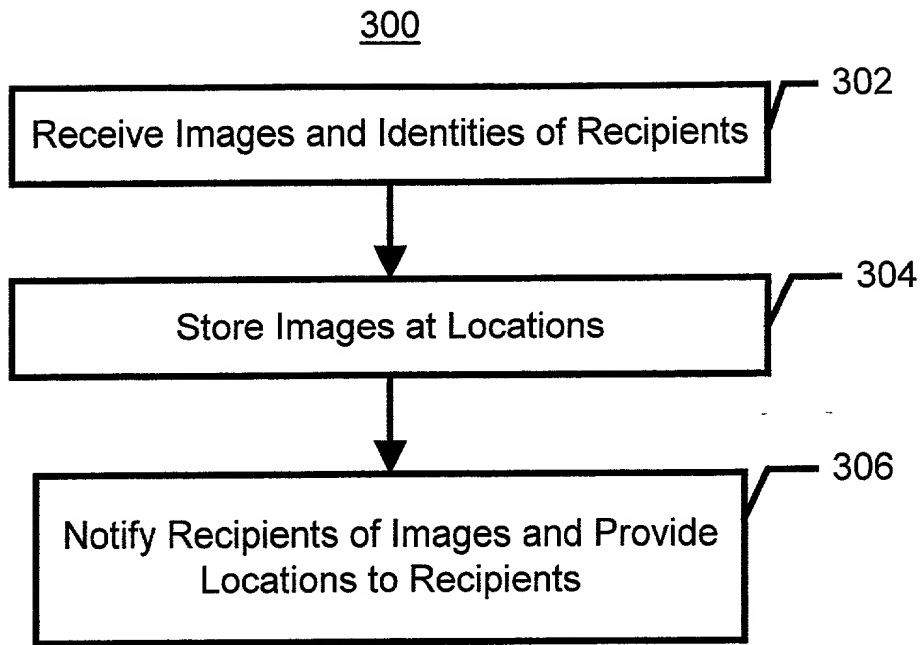 300
302
Receive Images and Identities of Recipients
304
Store Images at Locations
306
Notify Recipients of Images and Provide
Locations to Recipients